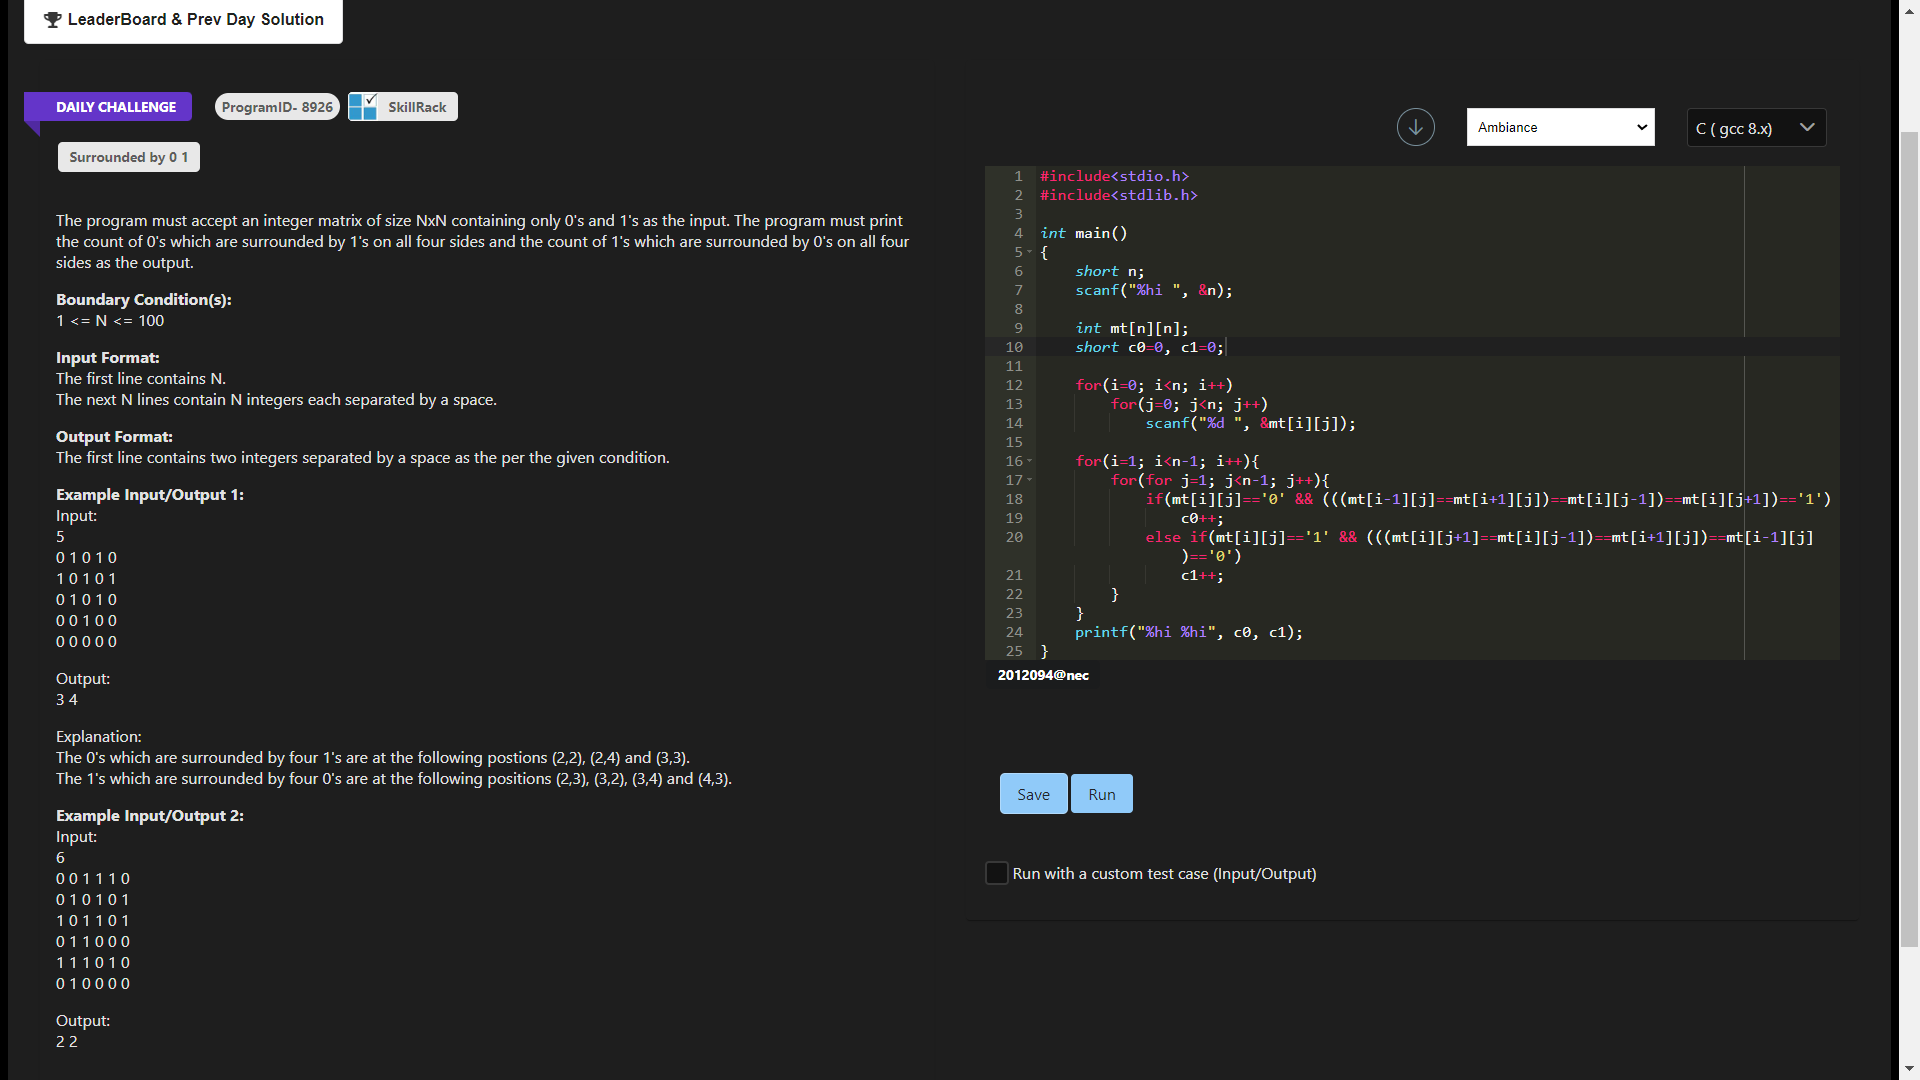 LeaderBoard & Prev Day Solution
DAILY CHALLENGE
ProgramID- 8926
SkillRack
Surrounded by 0 1
The program must accept an integer matrix of size NxN containing only 0's and 1's as the input. The program must print
the count of 0's which are surrounded by 1's on all four sides and the count of 1's which are surrounded by 0's on all four
sides as the output.
Boundary Condition(s):
1 <= N <= 100
Input Format:
The first line contains N.
The next N lines contain N integers each separated by a space.
Output Format:
The first line contains two integers separated by a space as the per the given condition.
Example Input/Output 1:
Input:
5
0 1 0 1 0
1 0 1 0 1
0 1 0 1 0
0 0 1 0 0
0 0 0 0 0
Output:
3 4
Explanation:
The 0's which are surrounded by four 1's are at the following postions (2,2), (2,4) and (3,3).
The 1's which are surrounded by four 0's are at the following positions (2,3), (3,2), (3,4) and (4,3).
Example Input/Output 2:
Input:
6
0 0 1 1 1 0
0 1 0 1 0 1
1 0 1 1 0 1
0 1 1 0 0 0
1 1 1 0 1 0
0 1 0 0 0 0
Output:
2 2
Ambiance
C ( gcc 8.x)
1 #include<stdio.h>
2 #include<stdlib.h>
3
4 int main()
5 {
6 short n;
7 scanf("%hi ", &n);
8
9 int mt[n][n];
10 short c0=0, c1=0;
11
12 for(i=0; i<n; i++)
13 for(j=0; j<n; j++)
14 scanf("%d ", &mt[i][j]);
15
16 for(i=1; i<n-1; i++){
17 for(for j=1; j<n-1; j++){
18 if(mt[i][j]=='0' && (((mt[i-1][j]==mt[i+1][j])==mt[i][j-1])==mt[i][j+1])=='1')
19 c0++;
20 else if(mt[i][j]=='1' && (((mt[i][j+1]==mt[i][j-1])==mt[i+1][j])==mt[i-1][j]
)=='0')
21 c1++;
22 }
23 }
24 printf("%hi %hi", c0, c1);
25 }
2012094@nec
Save
Run
Run with a custom test case (Input/Output)